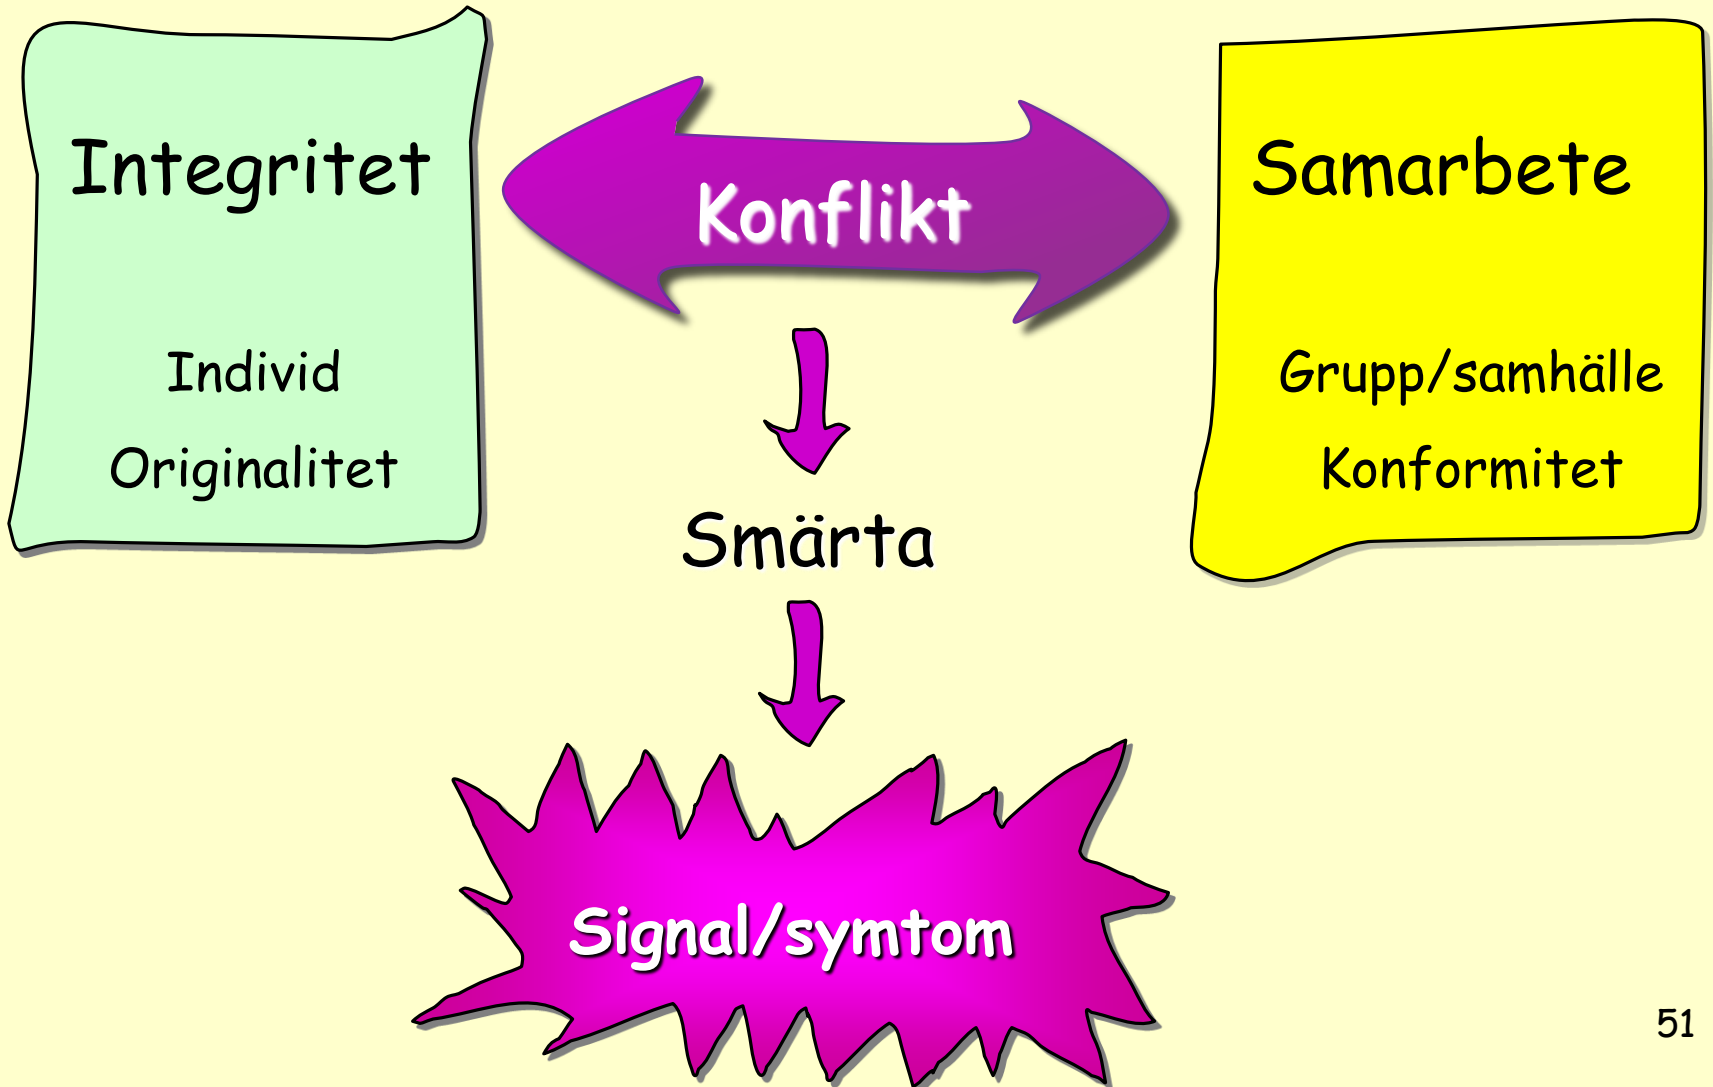 Integritet
Individ
Originalitet
Konflikt
Samarbete
Grupp/samhälle
Konformitet
Smärta
Signal/symtom
51